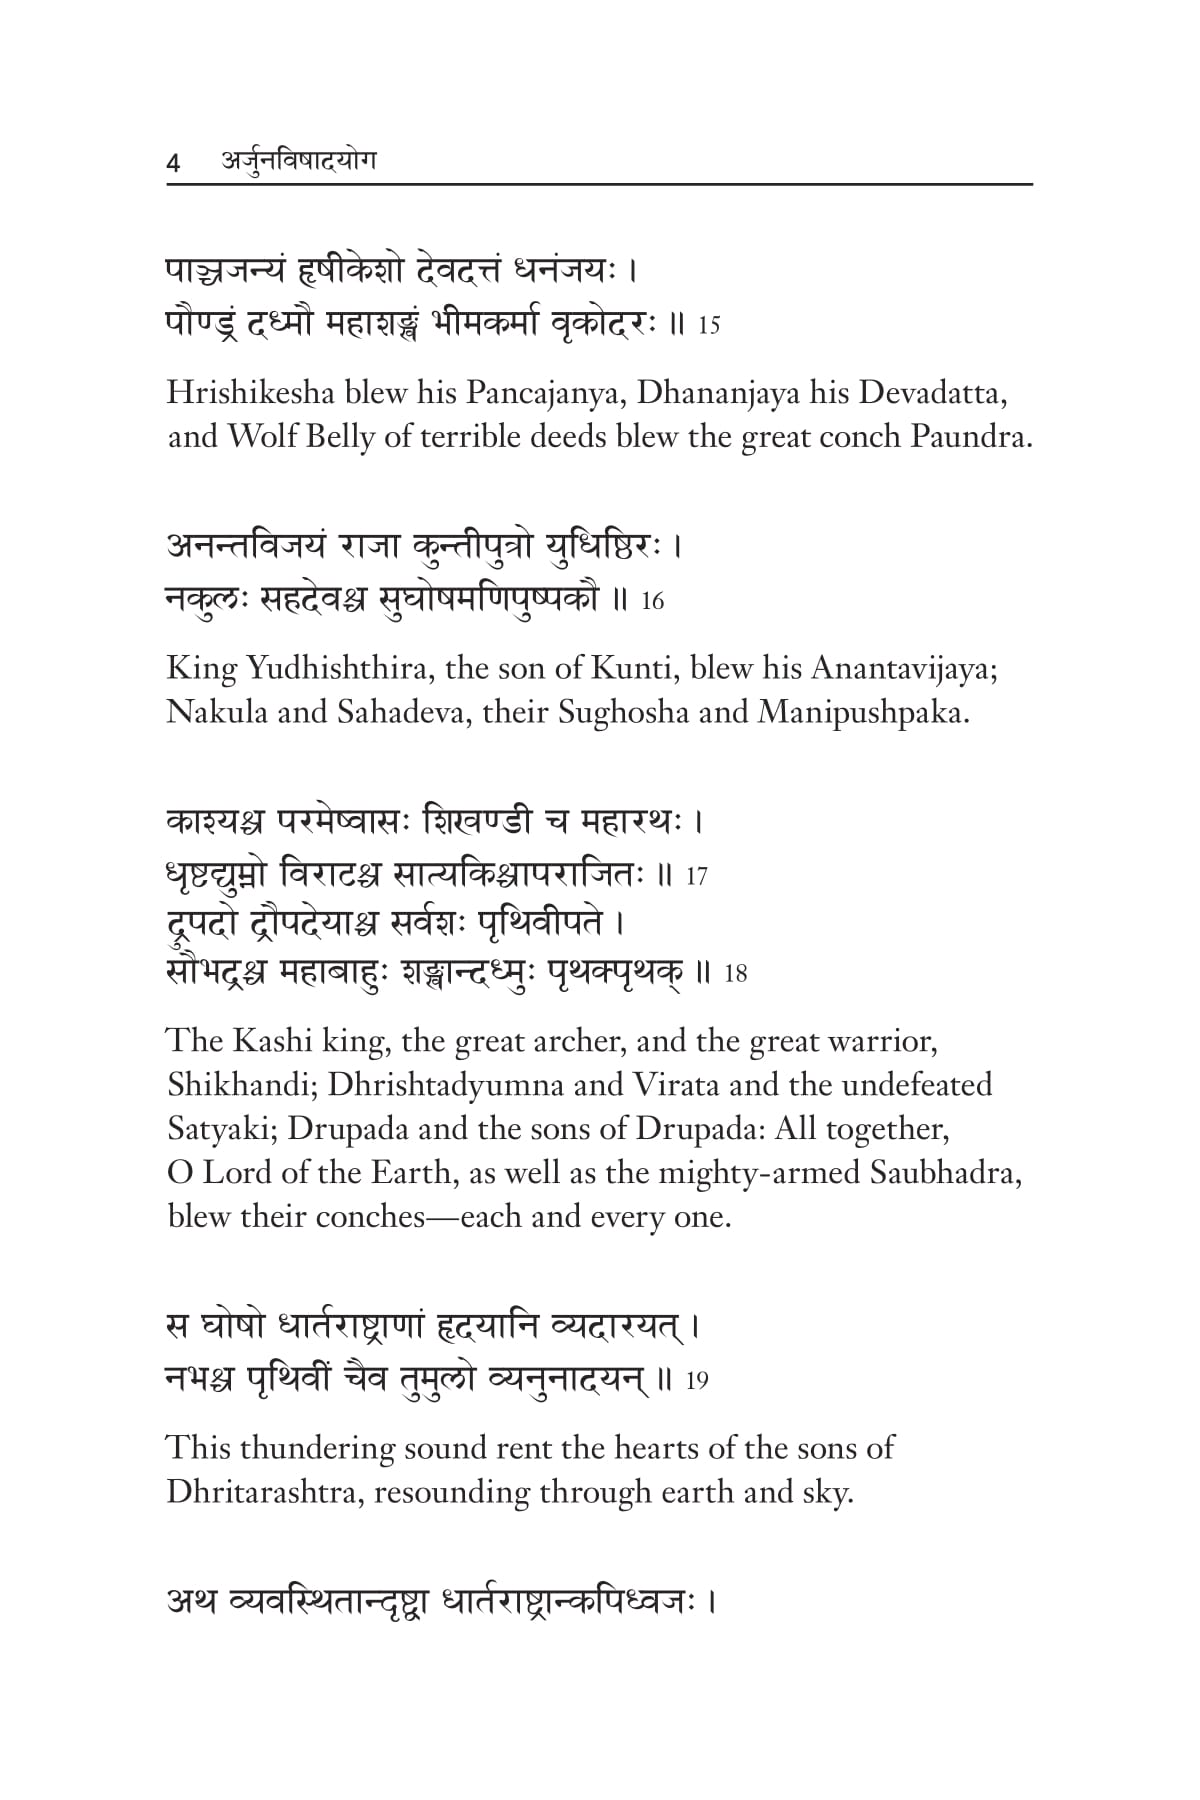 4 अर्जुनविषादयोग
पाञ्चजन्यं हृषीकेशो देवदत्तं धनंजयः ।
पौण्ड्रं दध्मौ महाशङ्खं भीमकर्मा वृकोदरः ॥ 15
Hrishikesha blew his Pancajanya, Dhananjaya his Devadatta,
and Wolf Belly of terrible deeds blew the great conch Paundra.
अनन्तविजयं राजा कुन्तीपुत्रो युधिष्ठिरः ।
नकुलः सहदेवश्च सुघोषमणिपुष्पकौ ॥ 16
King Yudhishthira, the son of Kunti, blew his Anantavijaya;
Nakula and Sahadeva, their Sughosha and Manipushpaka.
काश्यश्च परमेष्वासः शिखण्डी च महारथः ।
धृष्टद्युम्नो विराटश्च सात्यकिश्चापराजितः ॥ 17
द्रुपदो द्रौपदेयाश्च सर्वशः पृथिवीपते ।
सौभद्रश्च महाबाहुः शङ्खान्दध्मुः पृथक्पृथक् ॥ 18
The Kashi king, the great archer, and the great warrior,
Shikhandi; Dhrishtadyumna and Virata and the undefeated
Satyaki; Drupada and the sons of Drupada: All together,
O Lord of the Earth, as well as the mighty-armed Saubhadra,
blew their conches—each and every one.
स घोषो धार्तराष्ट्राणां हृदयानि व्यदारयत् ।
नभश्च पृथिवीं चैव तुमुलो व्यनुनादयन् ॥ 19
This thundering sound rent the hearts of the sons of
Dhritarashtra, resounding through earth and sky.
अथ व्यवस्थितान्दृष्ट्वा धार्तराष्ट्रान्कपिध्वजः ।